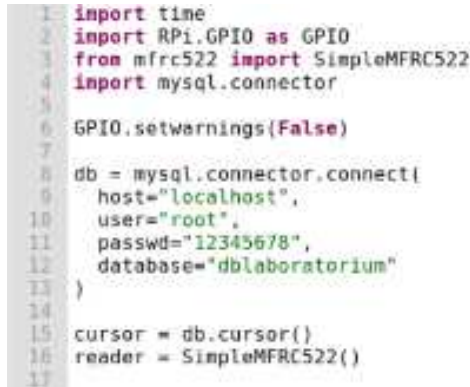 1 import time
2 import RPi.GPIO as GPIO
3 from mfrc522 import SimpleMFRC522
4 import mysql.connector
5
6 GPIO.setwarnings(False)
7
8 db = mysql.connector.connect(
9   host="localhost",
10   user="root",
11   passwd="12345678",
12   database="dblaboratorium"
13 )
14
15 cursor = db.cursor()
16 reader = SimpleMFRC522()
17